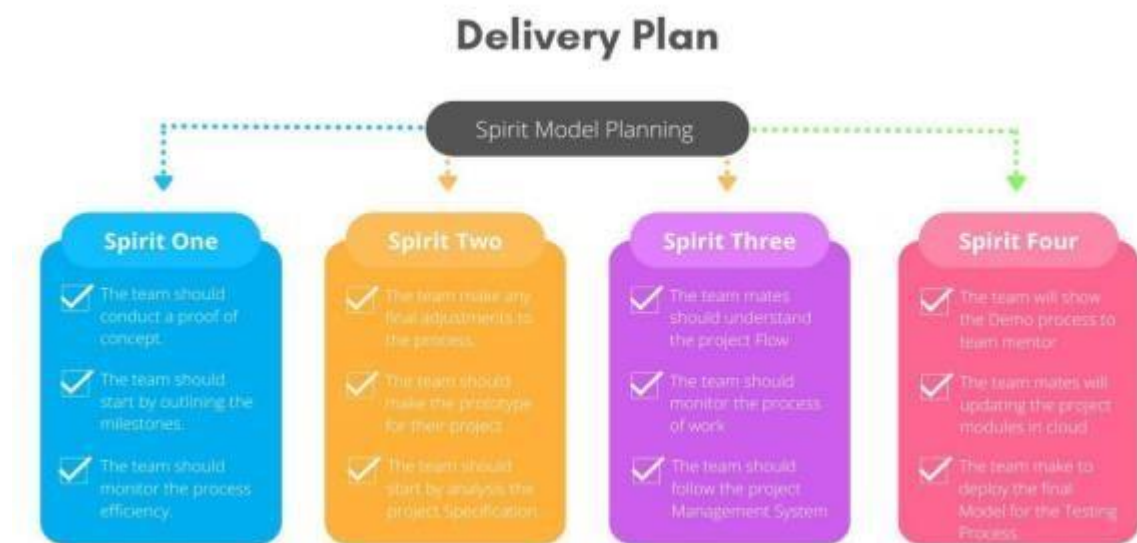 Delivery Plan
Spirit Model Planning
Spirit One
The team should
conduct a proof of
concept.
The team should
start by outlining the
milestones.
The team should
monitor the process
efficiency.
Spirit Two
The team make any
final adjustments to
the process.
The team should
make the prototype
for their project
The team should
start by analysis the
project Specification
Spirit Three
The team mates
should understand
the project Flow
The team should
monitor the process
of work
The team should
follow the project
Management System
Spirit Four
The team will show
the Demo process to
team mentor
The team mates will
updating the project
modules in cloud
The team make to
deploy the final
Model for the Testing
Process